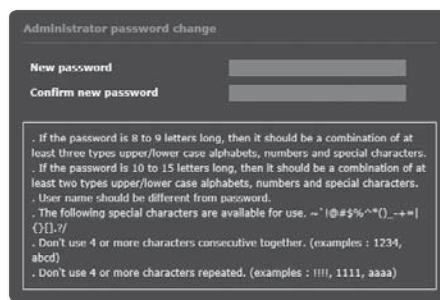 Administrator password change
New password
Confirm new password
. If the password is 8 to 9 letters long, then it should be a combination of at
least three types upper/lower case alphabets, numbers and special characters.
. If the password is 10 to 15 letters long, then it should be a combination of at
least two types upper/lower case alphabets, numbers and special characters.
. User name should be different from password.
. The following special characters are available for use. ~`!@#$%^*()_-+=|
{}[].?/
. Don't use 4 or more characters consecutive together. (examples : 1234,
abcd)
. Don't use 4 or more characters repeated. (examples : !!!!, 1111, aaaa)